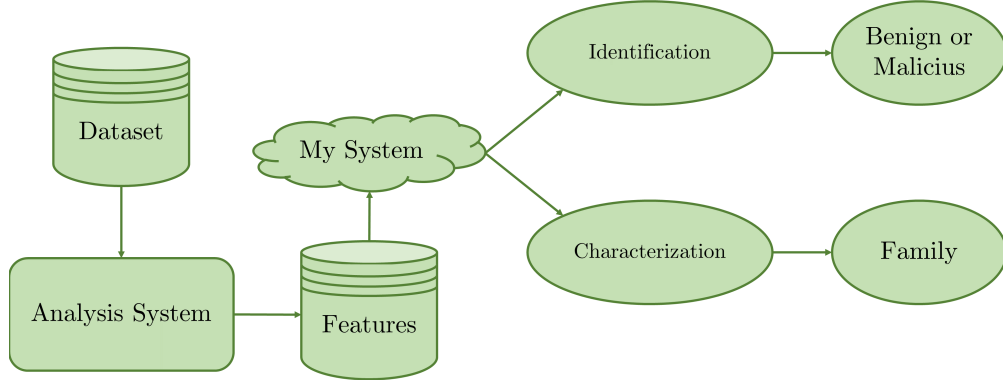 Dataset
Analysis System
Features
My System
Identification
Benign or
Malicius
Characterization
Family